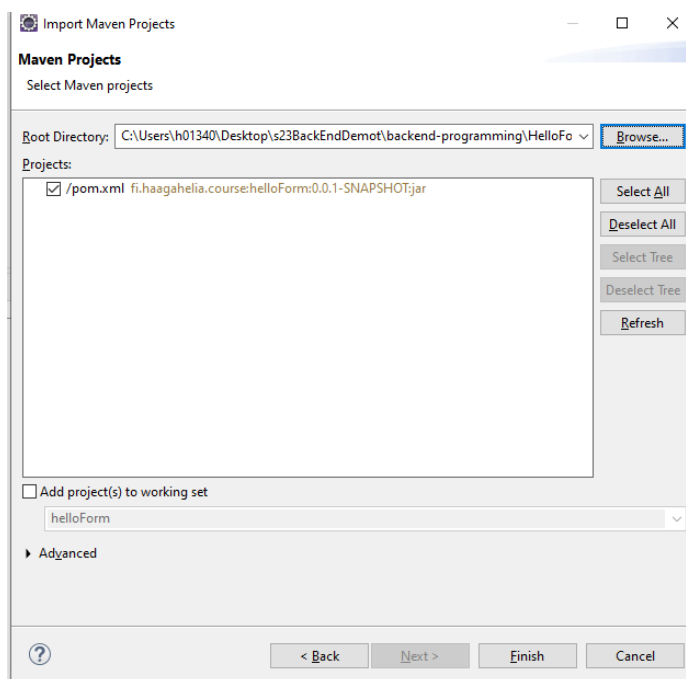 Import Maven Projects
Maven Projects
Select Maven projects
Root Directory: C:\Users\h01340\Desktop\s23BackEndDemot\backend-programming\HelloFo Browse...
Projects:
/pom.xml fi.haagahelia.course:helloForm:0.0.1-SNAPSHOT:jar
Select All
Deselect All
Select Tree
Deselect Tree
Refresh
Add project(s) to working set
helloForm
Advanced
? < Back Next > Finish Cancel